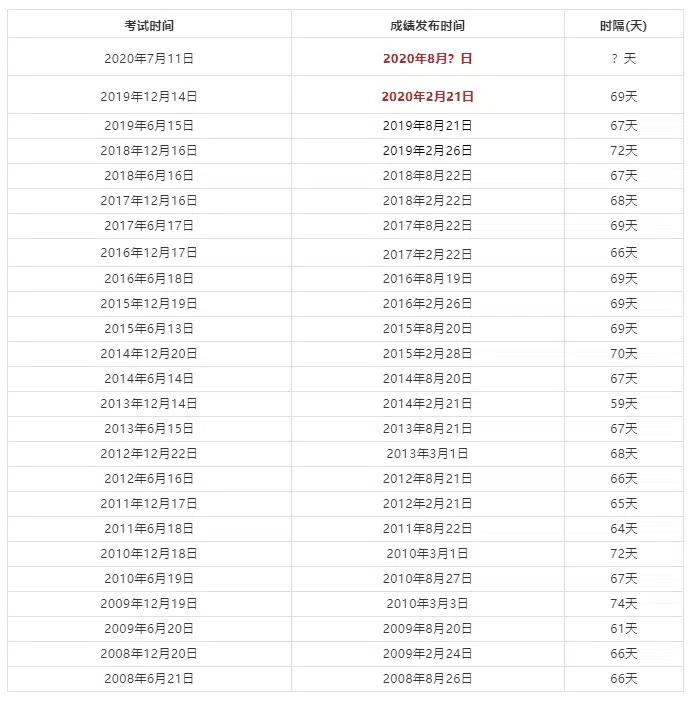 考试时间 成绩发布时间 时隔(天)
2020年7月11日 2020年8月？日 ？天
2019年12月14日 2020年2月21日 69天
2019年6月15日 2019年8月21日 67天
2018年12月16日 2019年2月26日 72天
2018年6月16日 2018年8月22日 67天
2017年12月16日 2018年2月22日 68天
2017年6月17日 2017年8月22日 69天
2016年12月17日 2017年2月22日 66天
2016年6月18日 2016年8月19日 69天
2015年12月19日 2016年2月26日 69天
2015年6月13日 2015年8月20日 69天
2014年12月20日 2015年2月28日 70天
2014年6月14日 2014年8月20日 67天
2013年12月14日 2014年2月21日 59天
2013年6月15日 2013年8月21日 67天
2012年12月22日 2013年3月1日 68天
2012年6月16日 2012年8月21日 66天
2011年12月17日 2012年2月21日 65天
2011年6月18日 2011年8月22日 64天
2010年12月18日 2010年3月1日 72天
2010年6月19日 2010年8月27日 67天
2009年12月19日 2010年3月3日 74天
2009年6月20日 2009年8月20日 61天
2008年12月20日 2009年2月24日 66天
2008年6月21日 2008年8月26日 66天